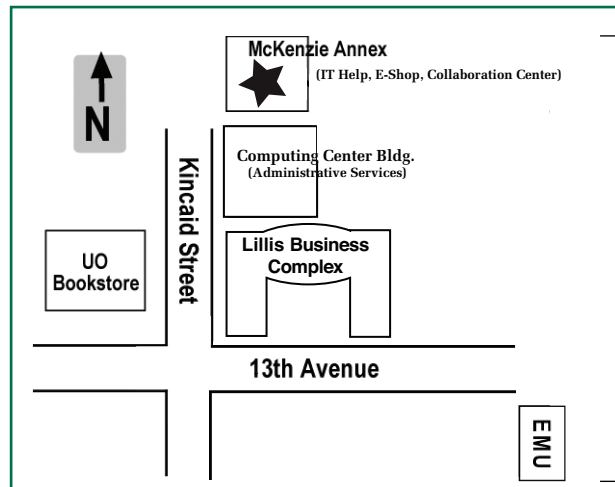 McKenzie Annex
(IT Help, E-Shop, Collaboration Center)
N
Computing Center Bldg.
(Administrative Services)
Kincaid Street
Lillis Business
Complex
UO
Bookstore
13th Avenue
EMU